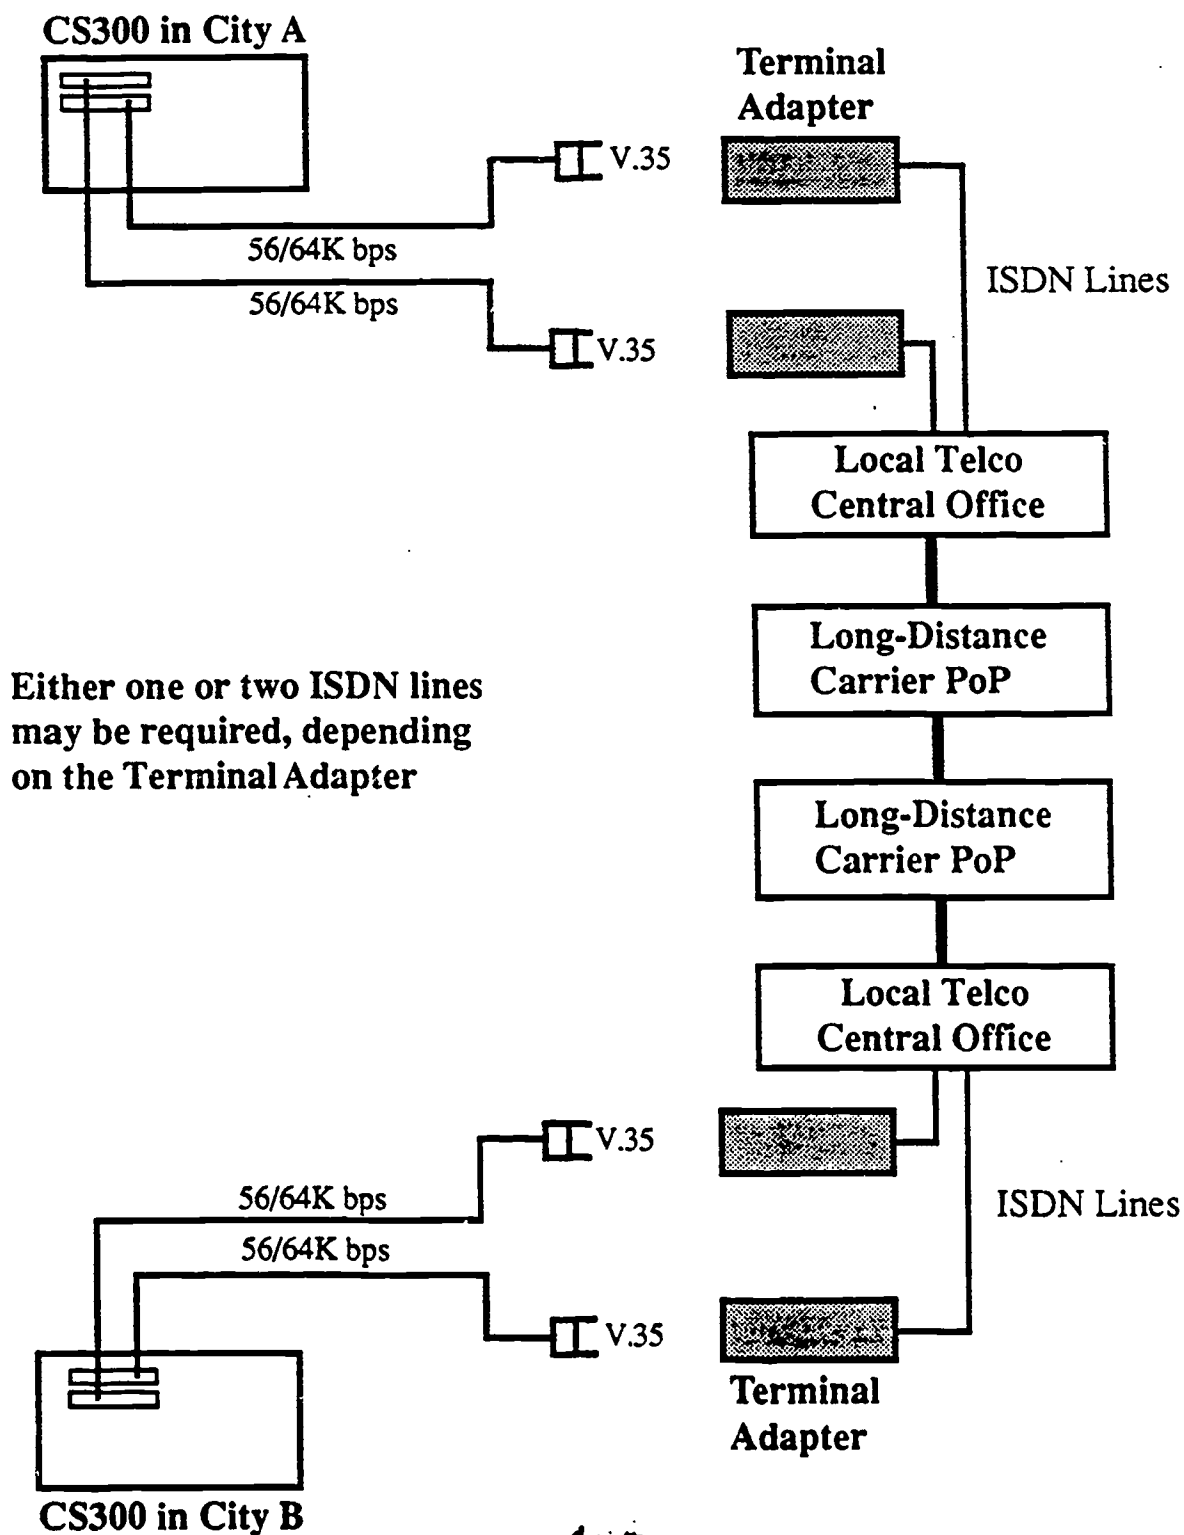 CS300 in City A
Terminal
Adapter
V.35
56/64K bps
ISDN Lines
56/64K bps
V.35
Local Telco
Central Office
Long-Distance
Carrier PoP
Either one or two ISDN lines
may be required, depending
on the Terminal Adapter
Long-Distance
Carrier PoP
Local Telco
Central Office
V.35
56/64K bps
ISDN Lines
56/64K bps
V.35
Terminal
Adapter
CS300 in City B